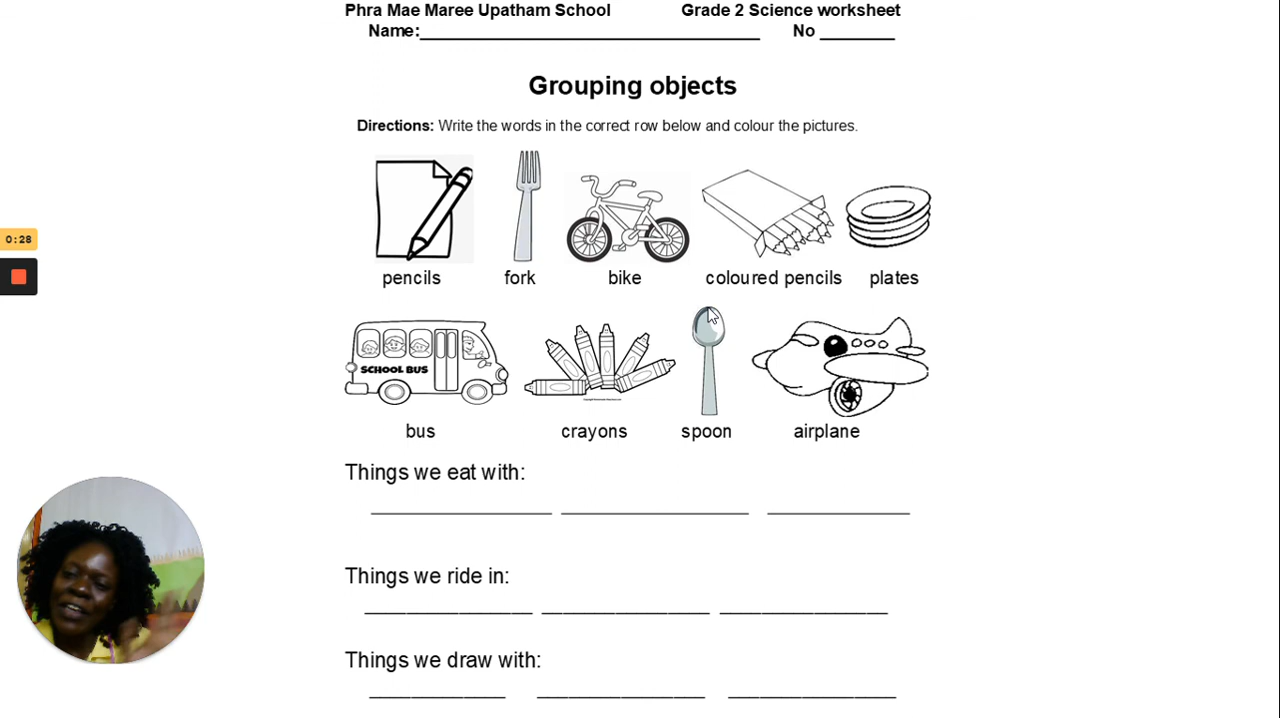 Phra Mae Maree Upatham School Grade 2 Science worksheet
Name: No
Grouping objects
Directions: Write the words in the correct row below and colour the pictures.
0:28
pencils fork bike coloured pencils plates
SCHOOL BUS
bus crayons spoon airplane
Things we eat with:
Things we ride in:
Things we draw with: